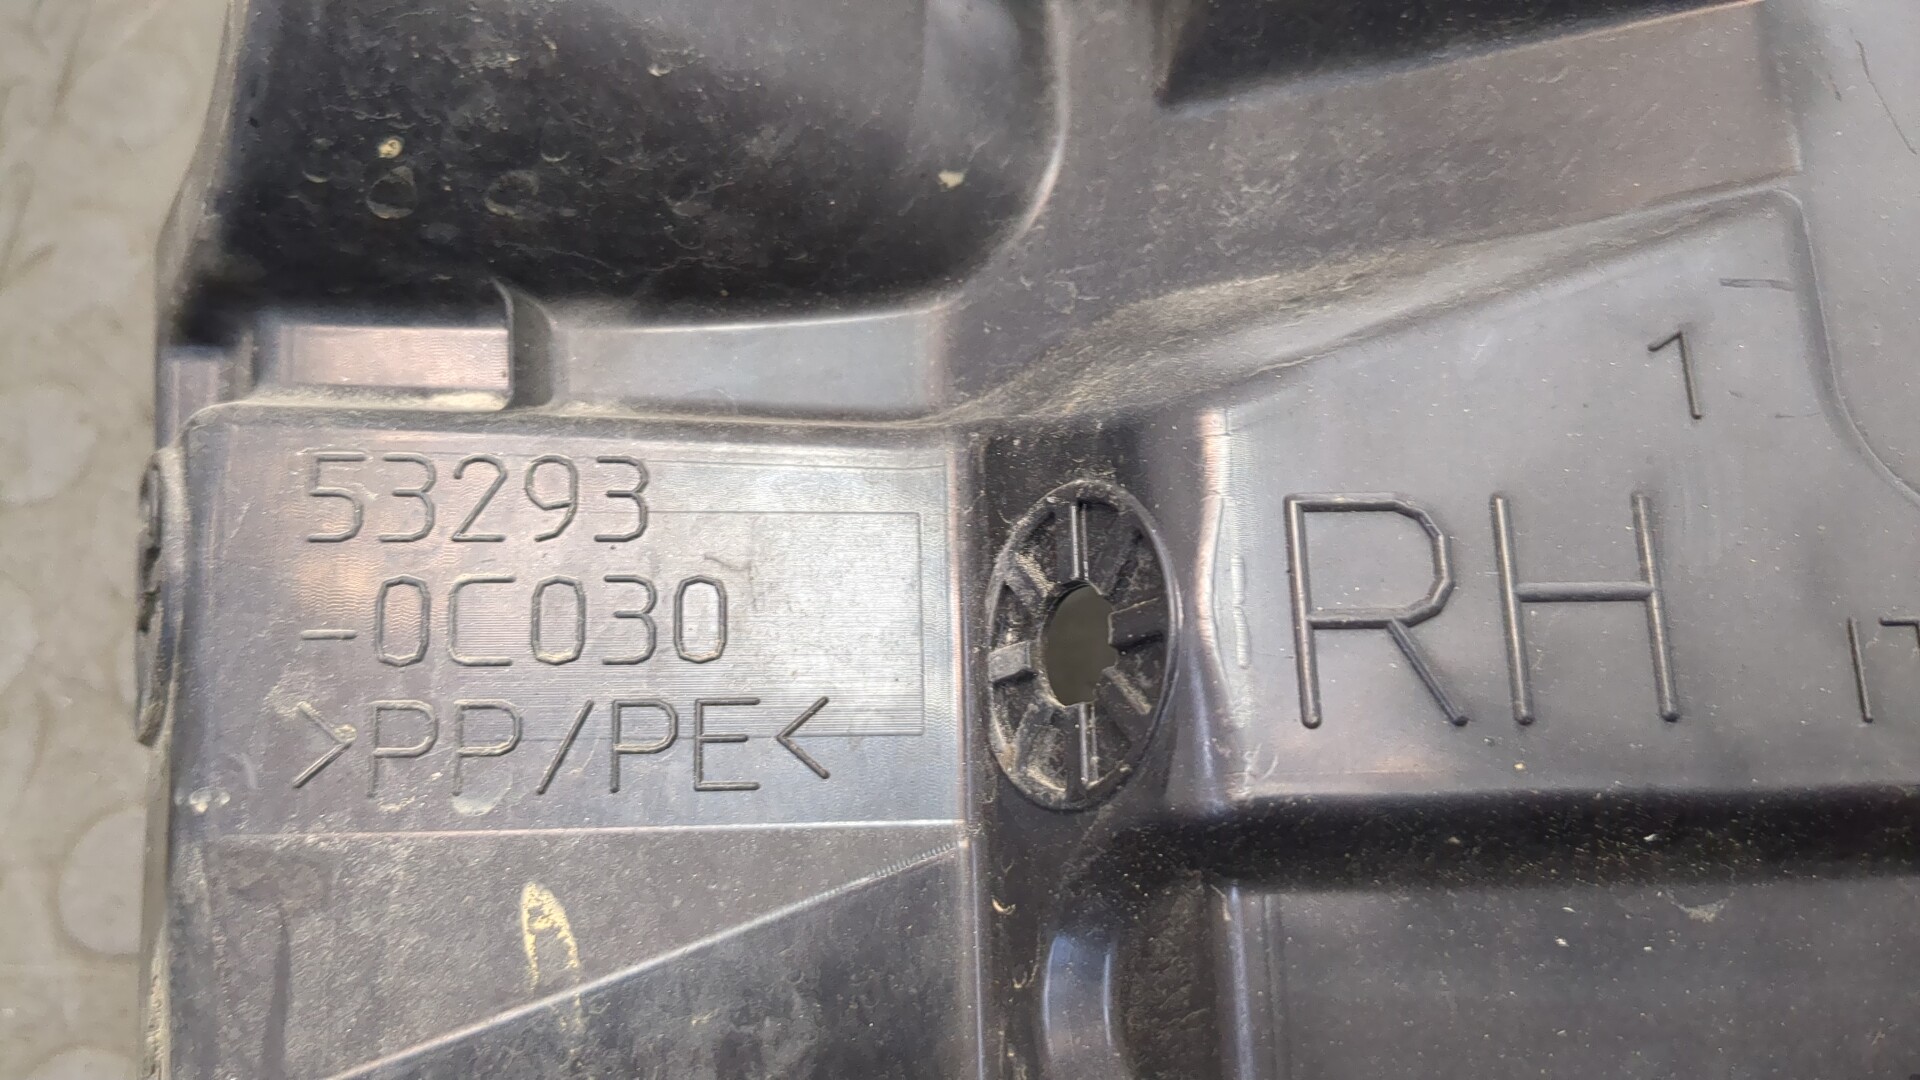 53293
-0C030
>PP/PE<
1
RH